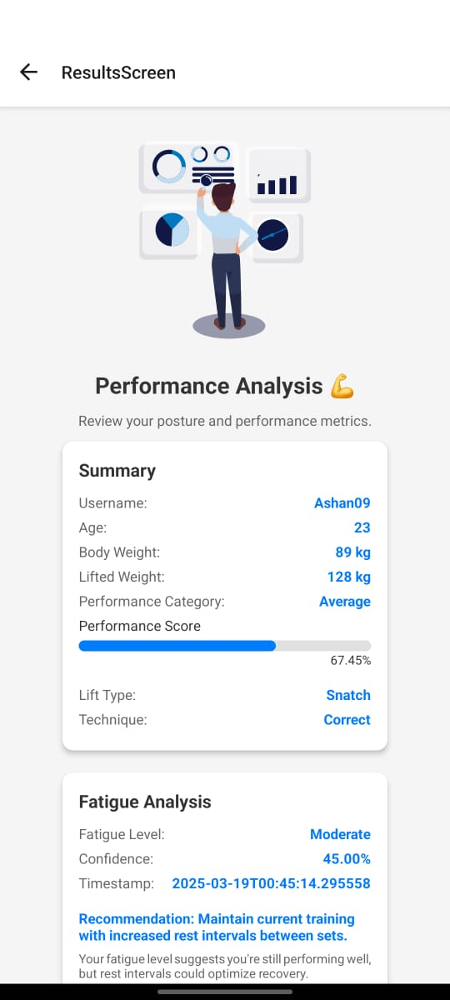 ResultsScreen
Performance Analysis 💪
Review your posture and performance metrics.
Summary
Username: Ashan09
Age: 23
Body Weight: 89 kg
Lifted Weight: 128 kg
Performance Category: Average
Performance Score
67.45%
Lift Type: Snatch
Technique: Correct
Fatigue Analysis
Fatigue Level: Moderate
Confidence: 45.00%
Timestamp: 2025-03-19T00:45:14.295558
Recommendation: Maintain current training
with increased rest intervals between sets.
Your fatigue level suggests you're still performing well,
but rest intervals could optimize recovery.